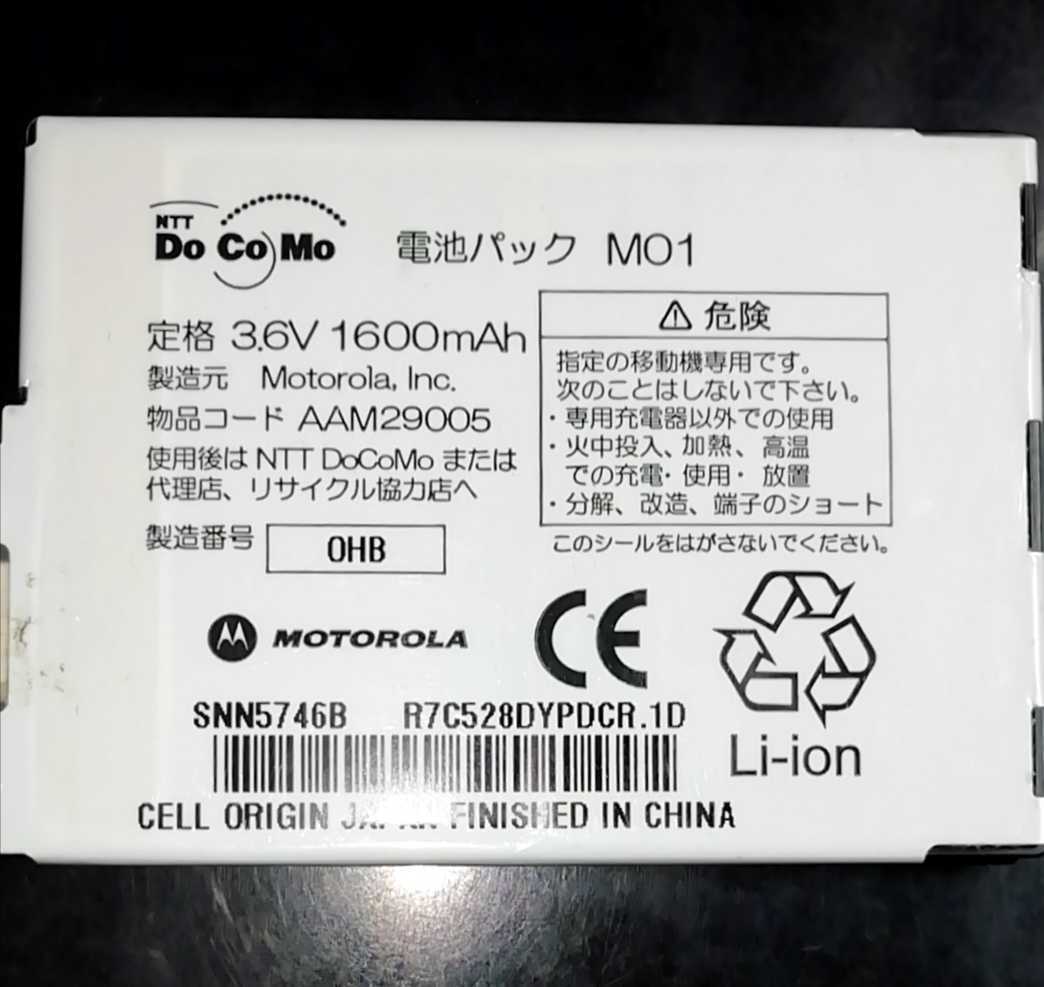 NTT
DoCoMo
電池パック M01
定格 3.6V 1600mAh
製造元 Motorola, Inc.
物品コード AAM29005
使用後は NTT DoCoMo または
代理店、リサイクル協力店へ
製造番号 OHB
⚠ 危険
指定の移動機専用です。
次のことはしないで下さい。
・専用充電器以外での使用
・火中投入、加熱、高温
での充電・使用・放置
・分解、改造、端子のショート
このシールをはがさないでください。
MOTOROLA
CE
SNN5746B R7C528DYPDCR.1D
Li-ion
CELL ORIGIN JAPAN FINISHED IN CHINA